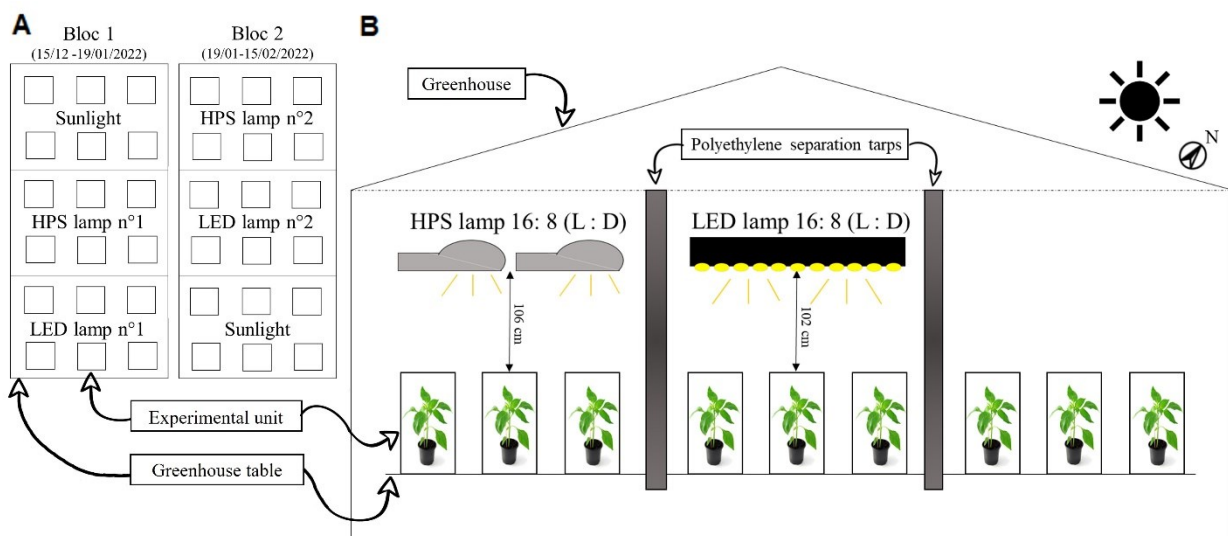 A
Bloc 1
(15/12 -19/01/2022)
Sunlight
HPS lamp n°1
LED lamp n°1
Bloc 2
(19/01-15/02/2022)
HPS lamp n°2
LED lamp n°2
Sunlight
Experimental unit
Greenhouse table
B
Greenhouse
N
Polyethylene separation tarps
HPS lamp 16: 8 (L : D)
LED lamp 16: 8 (L : D)
106 cm
102 cm